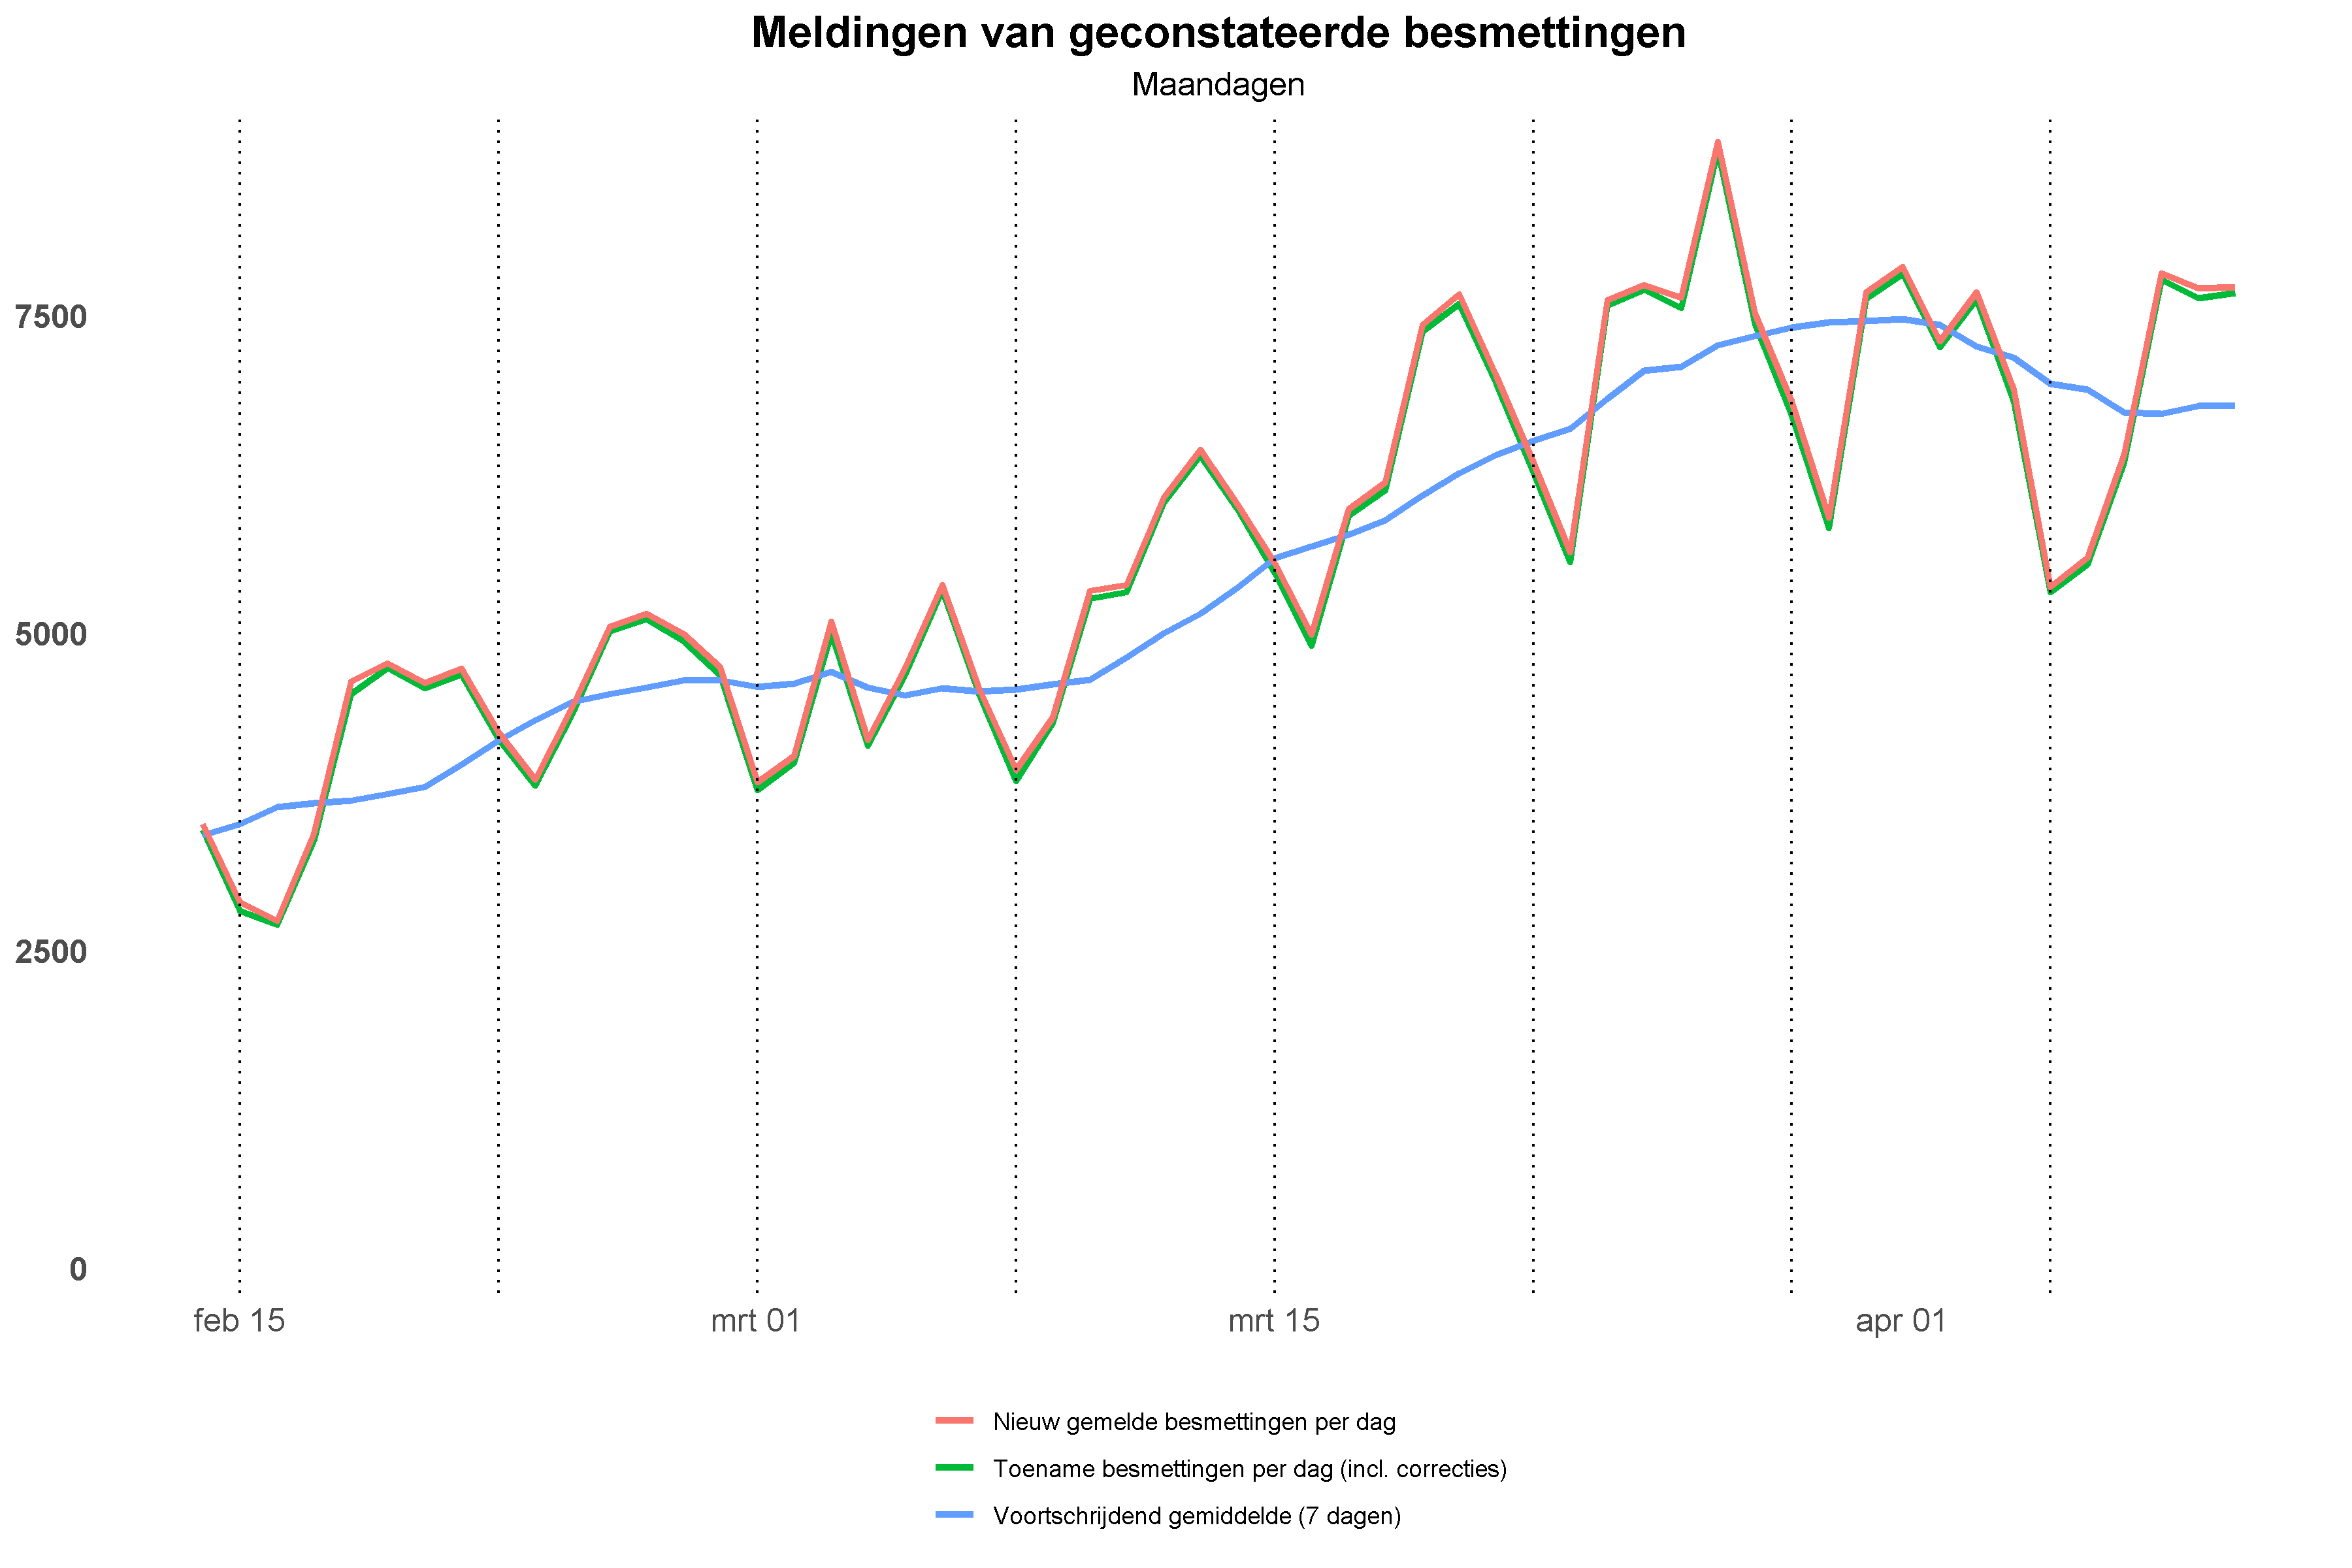 Meldingen van geconstateerde besmettingen
Maandagen
7500
5000
2500
0
feb 15
mrt 01
mrt 15
apr 01
Nieuw gemelde besmettingen per dag
Toename besmettingen per dag (incl. correcties)
Voortschrijdend gemiddelde (7 dagen)